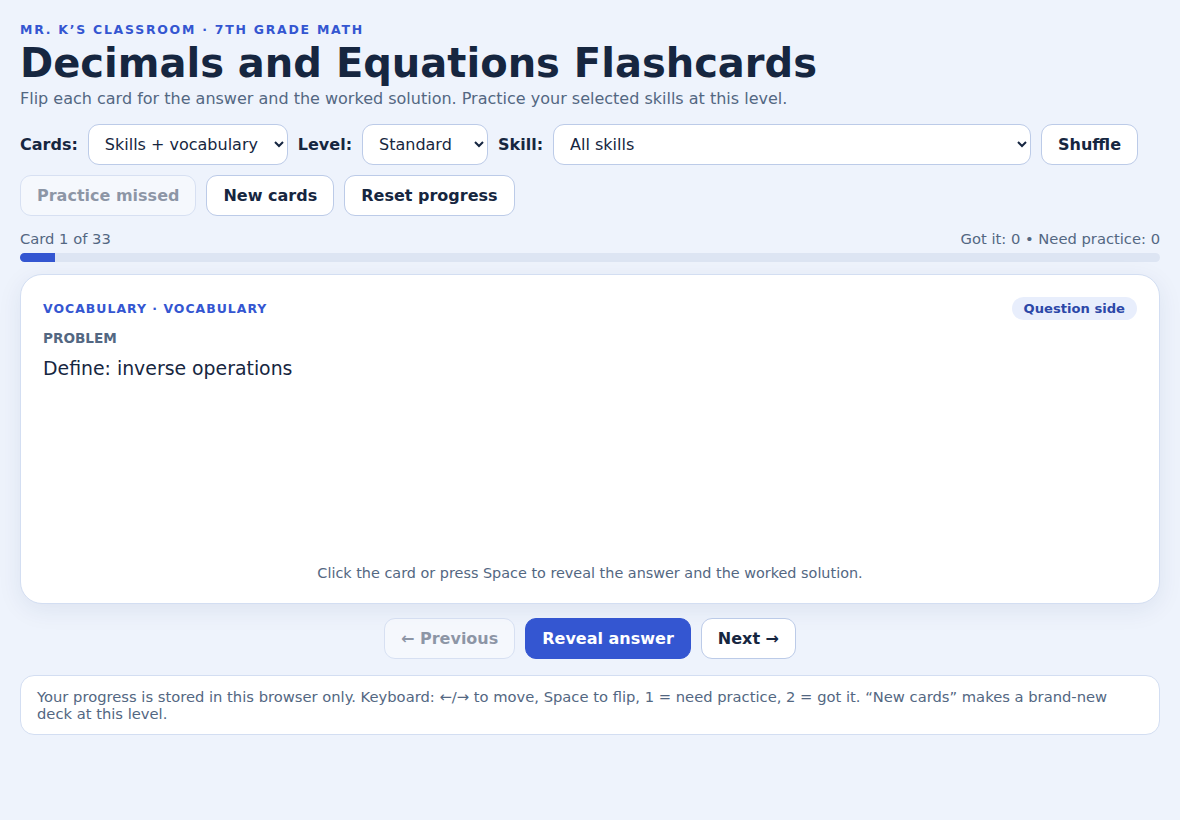 MR. K’S CLASSROOM · 7TH GRADE MATH
Decimals and Equations Flashcards
Flip each card for the answer and the worked solution. Practice your selected skills at this level.
Cards: Skills + vocabulary Level: Standard Skill: All skills Shuffle
Practice missed New cards Reset progress
Card 1 of 33 Got it: 0 • Need practice: 0
VOCABULARY · VOCABULARY Question side
PROBLEM
Define: inverse operations
Click the card or press Space to reveal the answer and the worked solution.
← Previous Reveal answer Next →
Your progress is stored in this browser only. Keyboard: ←/→ to move, Space to flip, 1 = need practice, 2 = got it. “New cards” makes a brand-new
deck at this level.